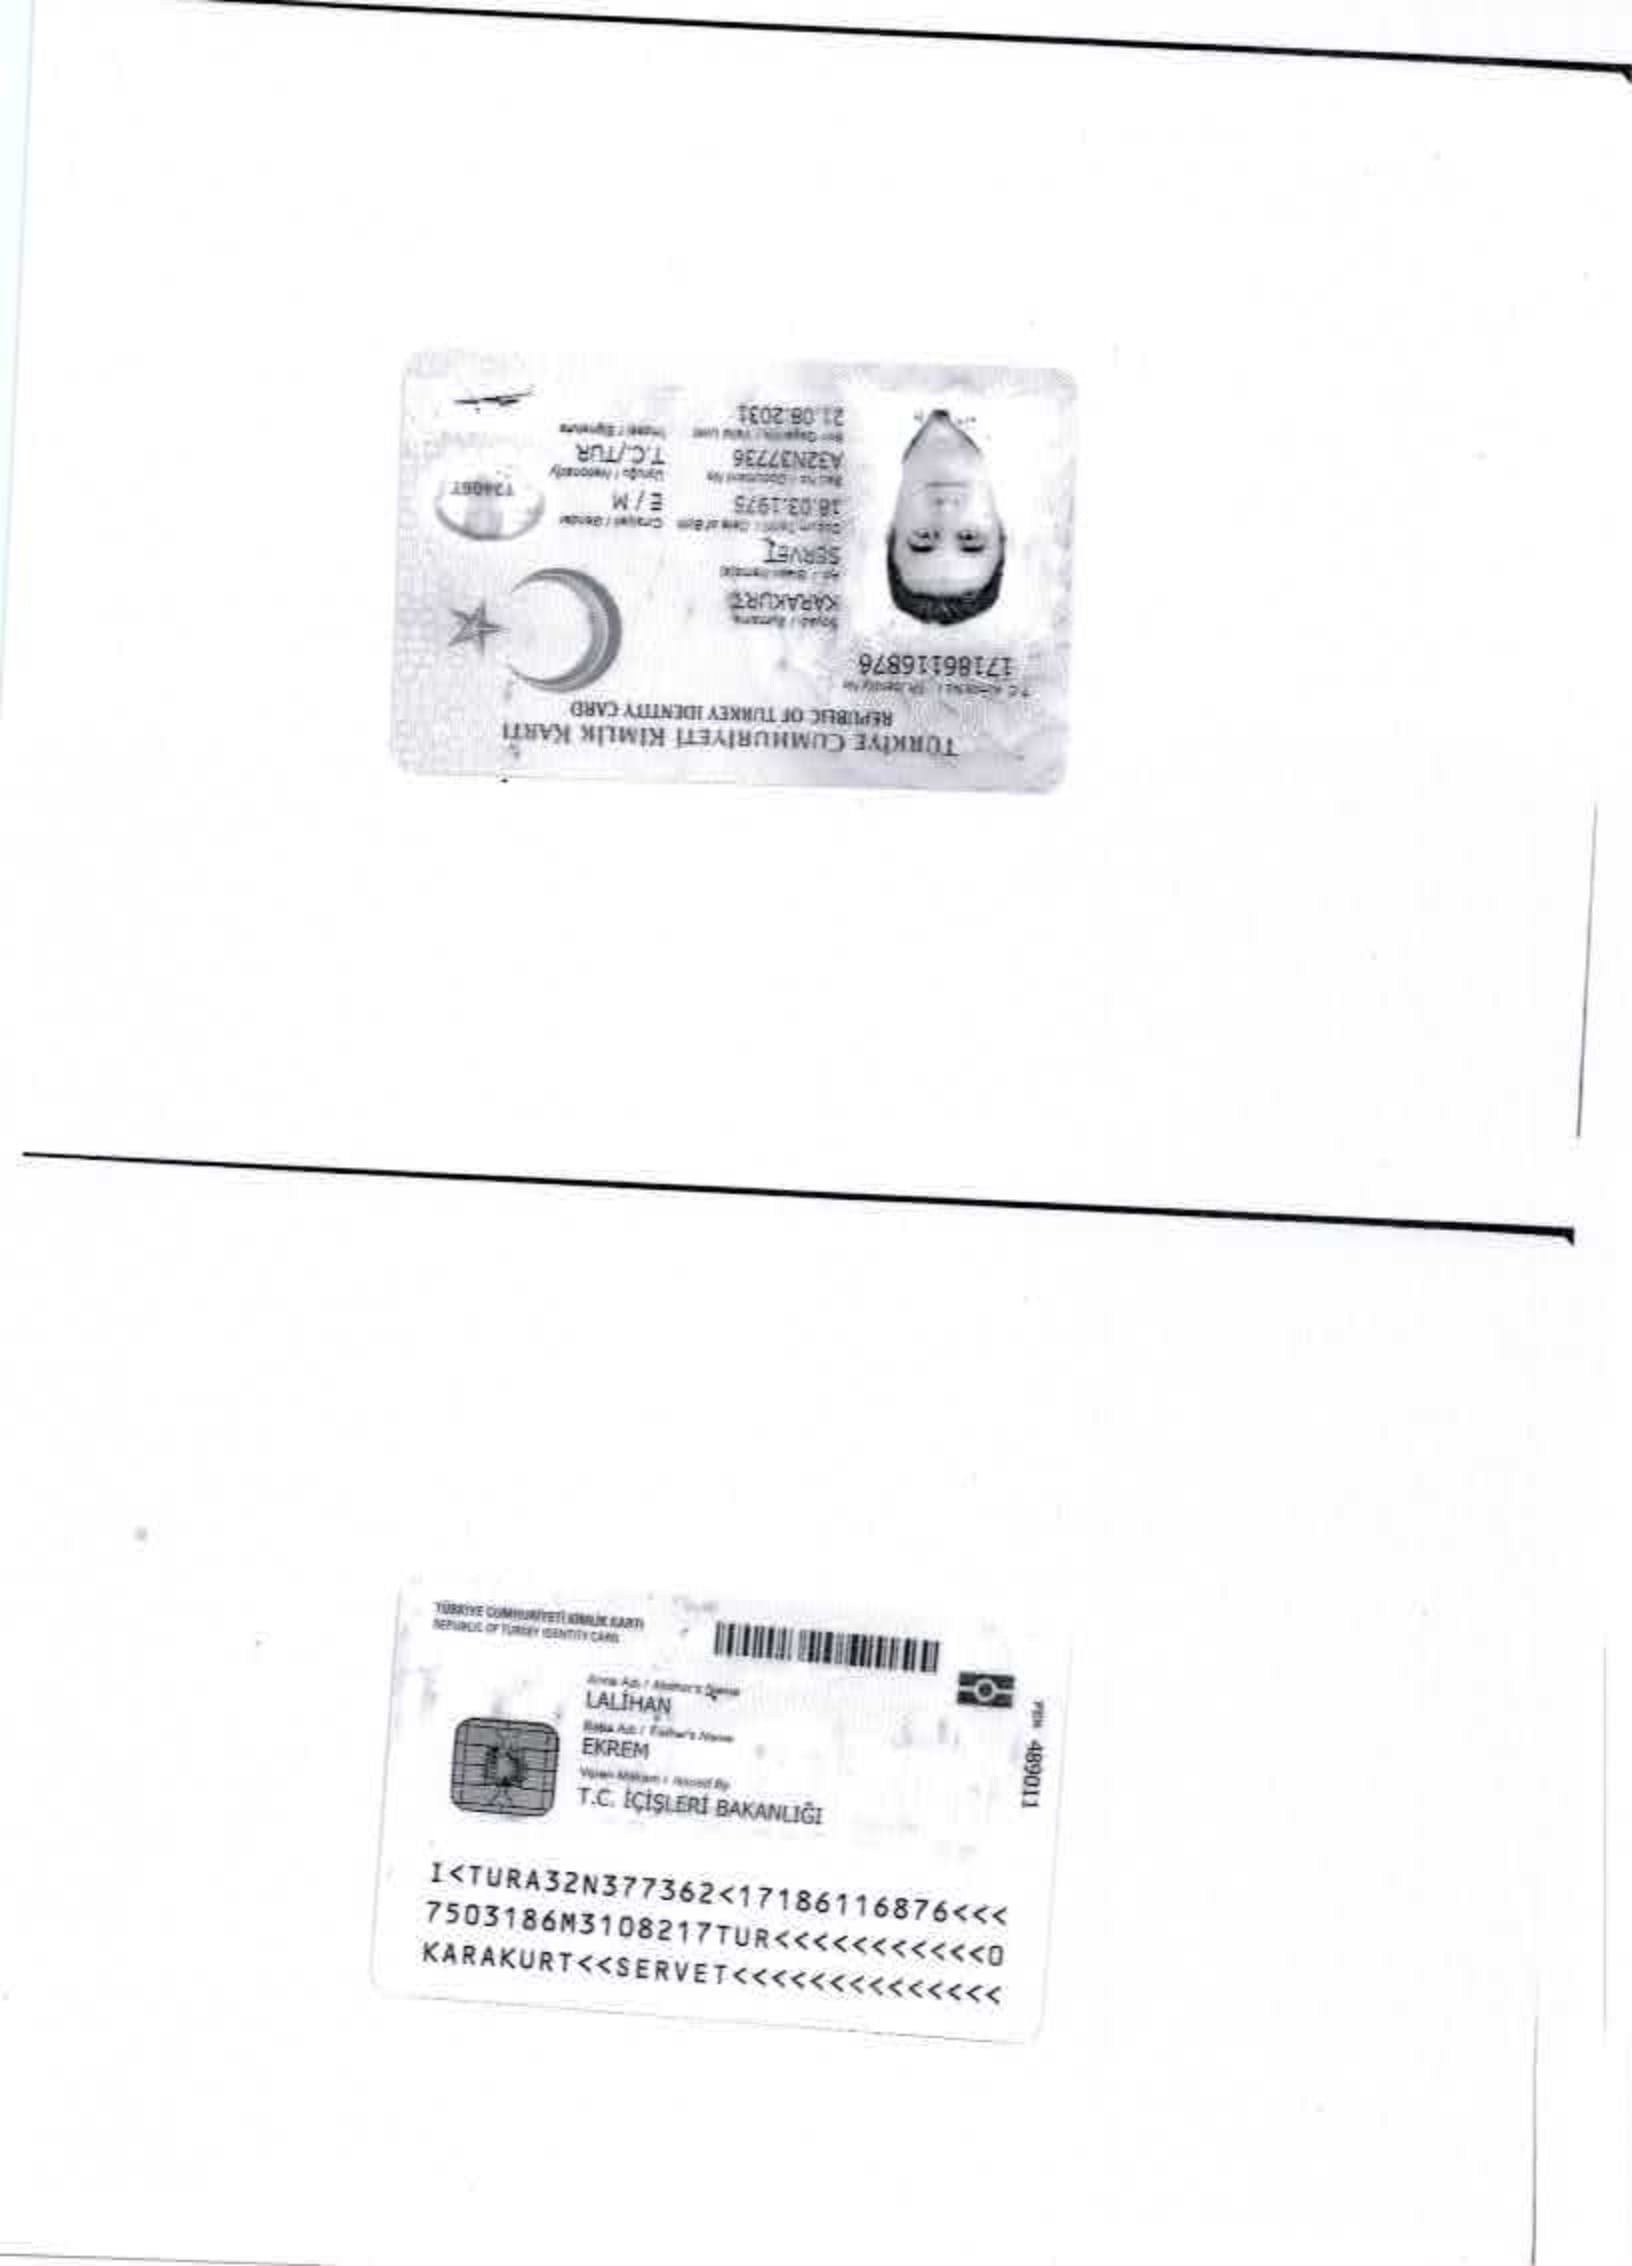 TÜRKİYE CUMHURİYETİ KİMLİK KARTI
REPUBLIC OF TURKEY IDENTITY CARD
T.C. Kimlik No / TR Identity No
17186116876
Soyadı / Surname
KARAKURT
Adı / Given Name(s)
SERVET
Doğum Tarihi / Date of Birth Cinsiyet / Gender
18.03.1975 E / M
Seri No / Document No Uyruğu / Nationality
A32N37736 T.C./TUR
Son Geçerlilik / Valid Until İmzası / Signature
21.08.2031
TÜRKİYE CUMHURİYETİ KİMLİK KARTI
REPUBLIC OF TURKEY IDENTITY CARD
Anne Adı / Mother's Name
LALİHAN
Baba Adı / Father's Name
EKREM
Veren Makam / Issued By
T.C. İÇİŞLERİ BAKANLIĞI
489011
I<TURA32N377362<17186116876<<<
7503186M3108217TUR<<<<<<<<<<<0
KARAKURT<<SERVET<<<<<<<<<<<<<<